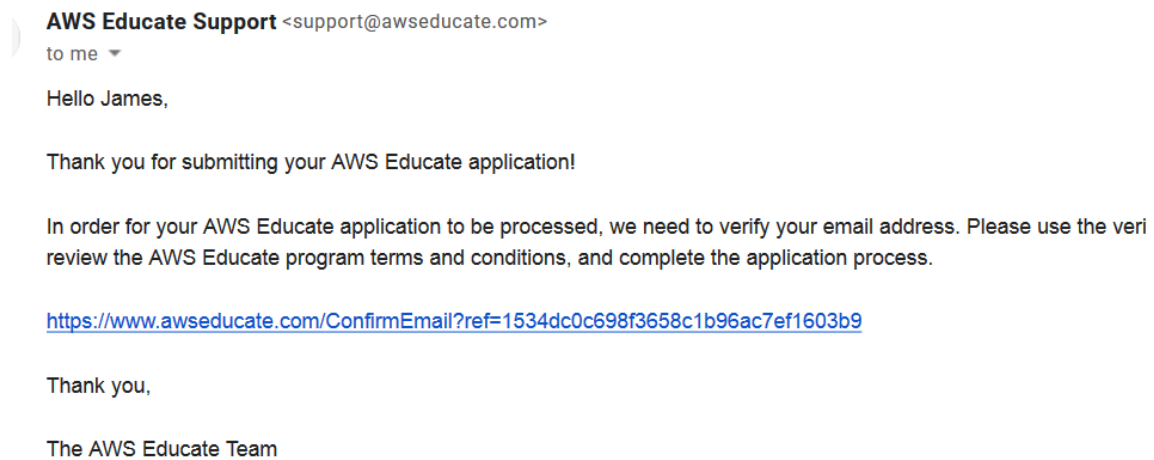 AWS Educate Support <support@awseducate.com>
to me
Hello James,
Thank you for submitting your AWS Educate application!
In order for your AWS Educate application to be processed, we need to verify your email address. Please use the veri
review the AWS Educate program terms and conditions, and complete the application process.
https://www.awseducate.com/ConfirmEmail?ref=1534dc0c698f3658c1b96ac7ef1603b9
Thank you,
The AWS Educate Team